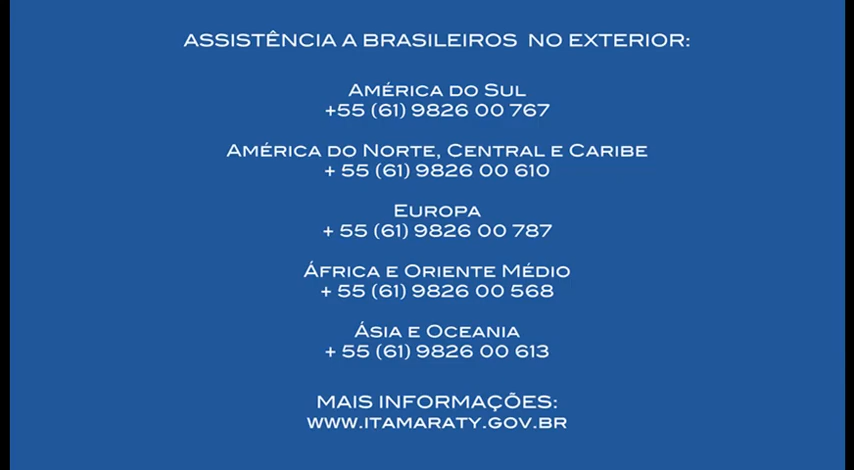 ASSISTÊNCIA A BRASILEIROS NO EXTERIOR:
América do Sul
+55 (61) 9826 00 767
América do Norte, Central e Caribe
+ 55 (61) 9826 00 610
Europa
+ 55 (61) 9826 00 787
África e Oriente Médio
+ 55 (61) 9826 00 568
Ásia e Oceania
+ 55 (61) 9826 00 613
MAIS INFORMAÇÕES:
WWW.ITAMARATY.GOV.BR